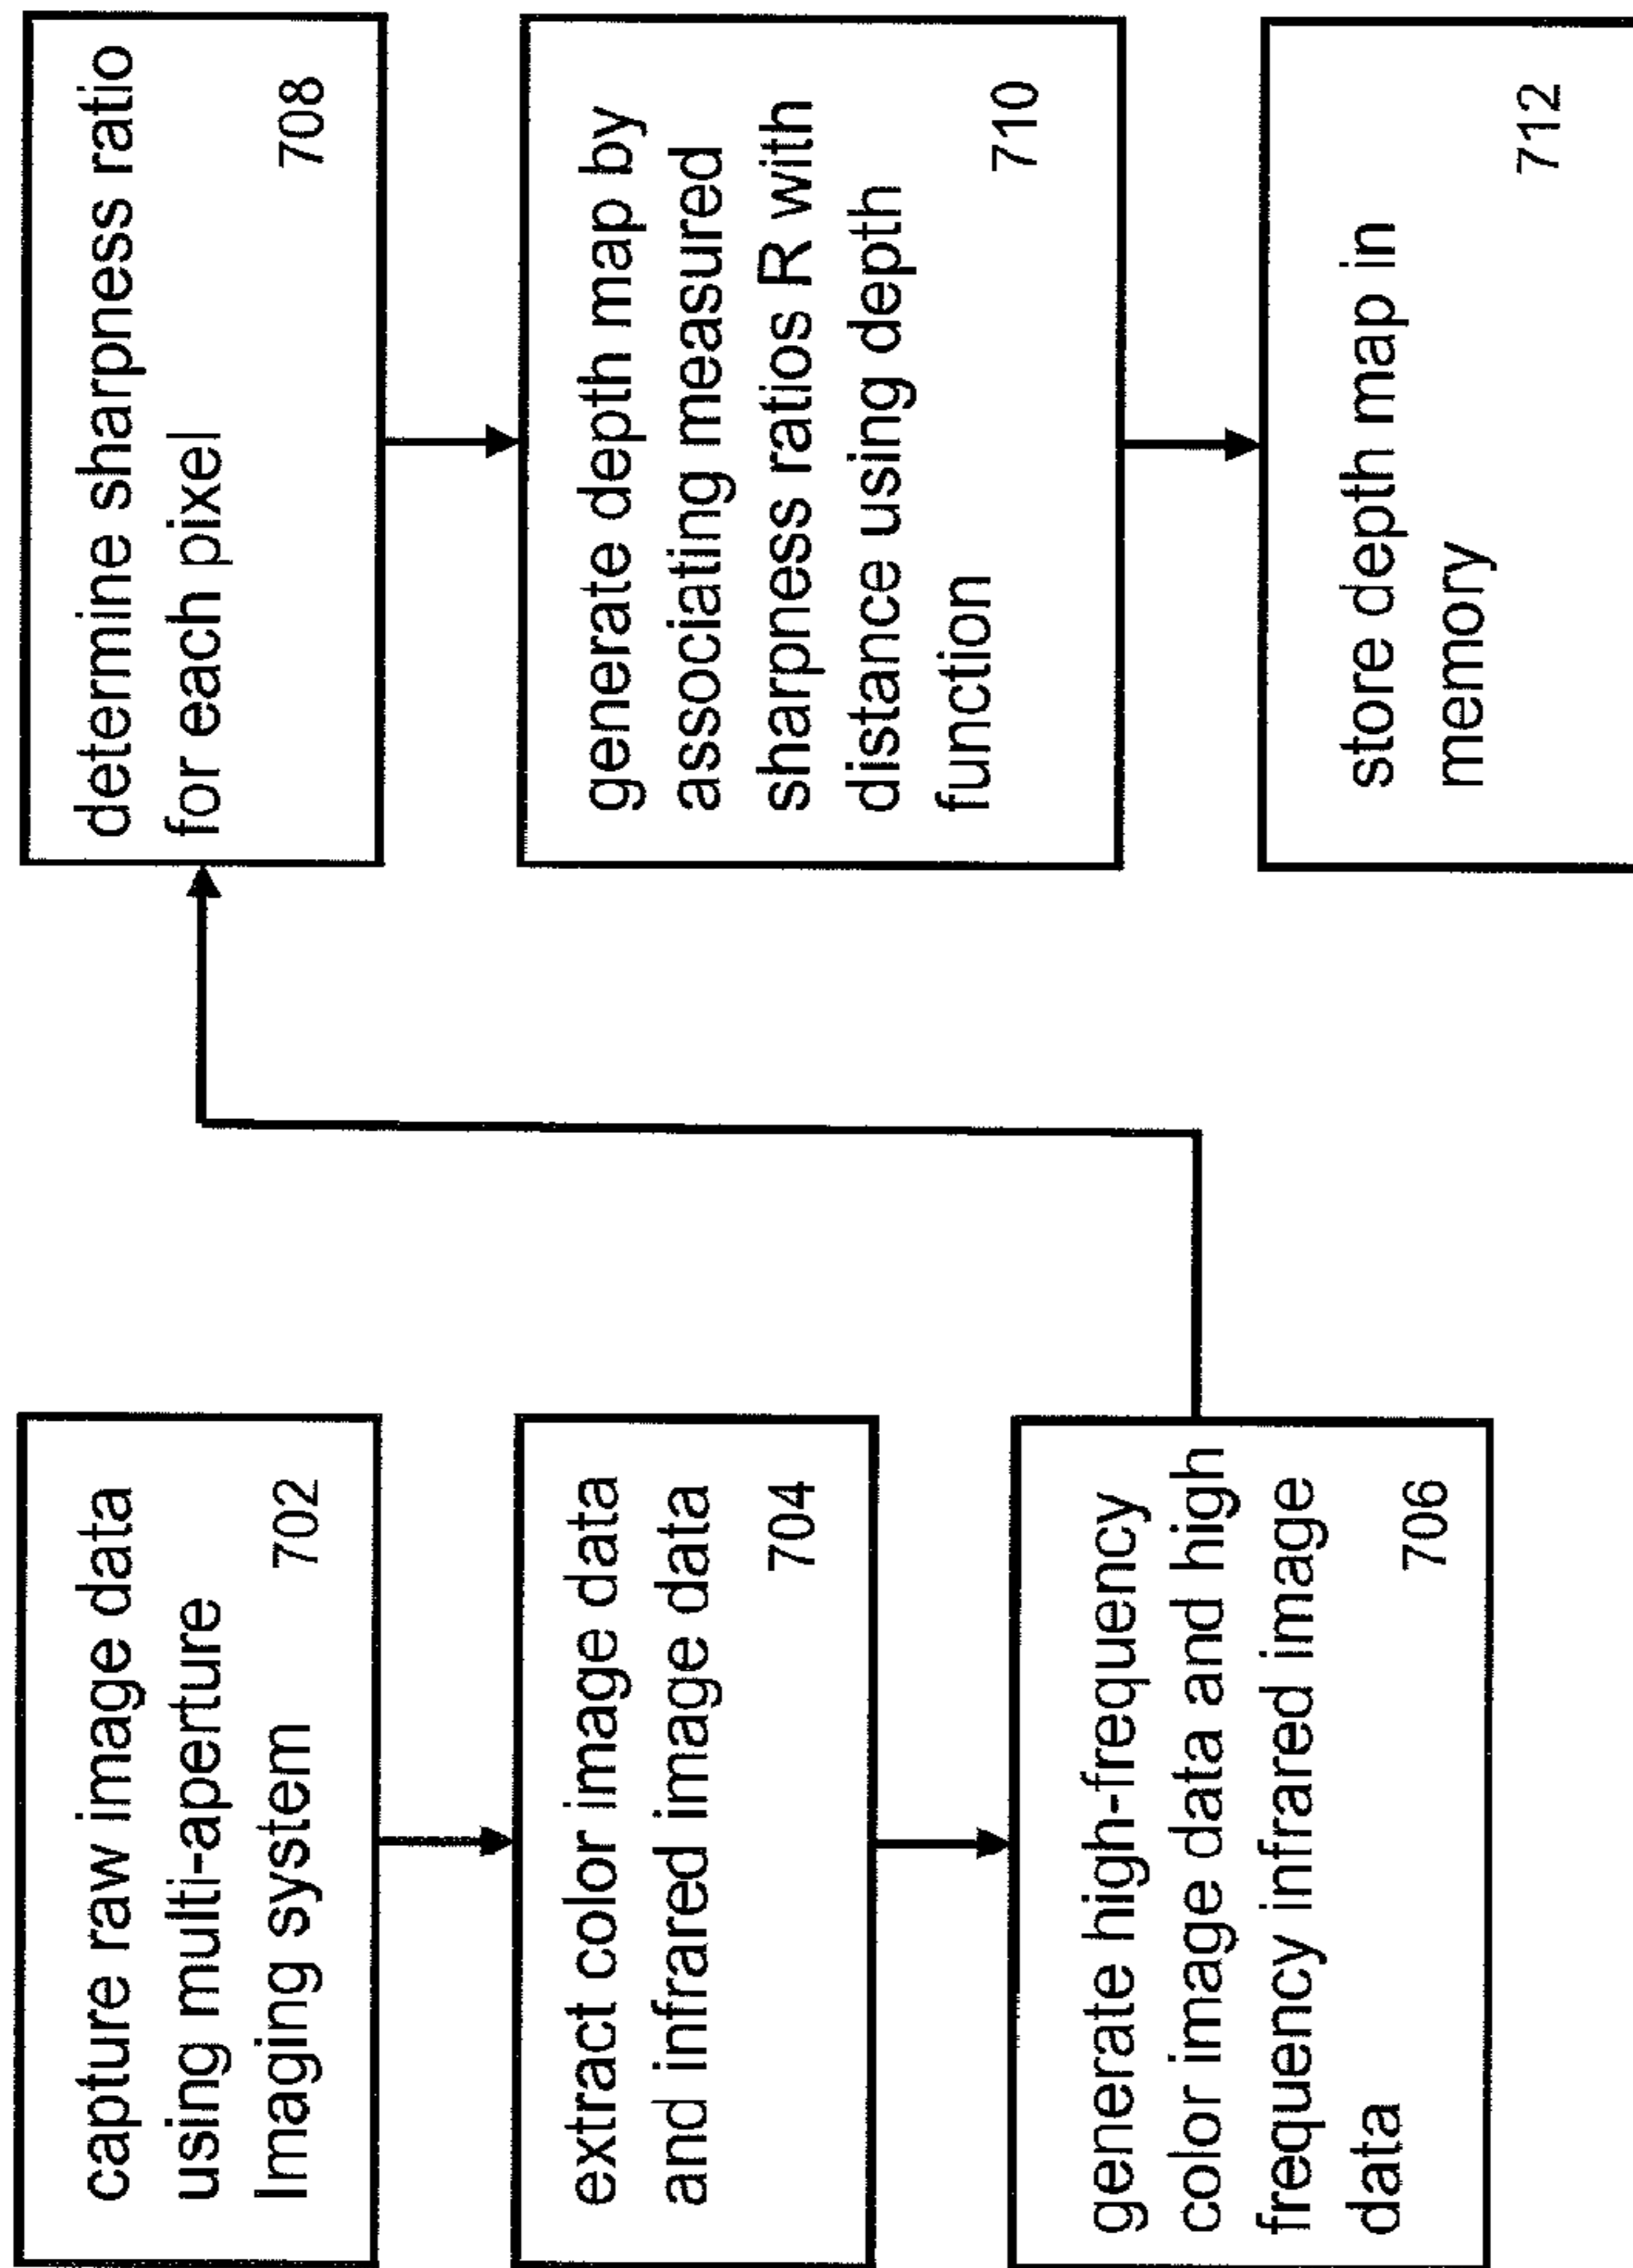 capture raw image data
using multi-aperture
Imaging system
702
extract color image data
and infrared image data
704
generate high-frequency
color image data and high
frequency infrared image
data
706
determine sharpness ratio
for each pixel
708
generate depth map by
associating measured
sharpness ratios R with
distance using depth
function
710
store depth map in
memory
712